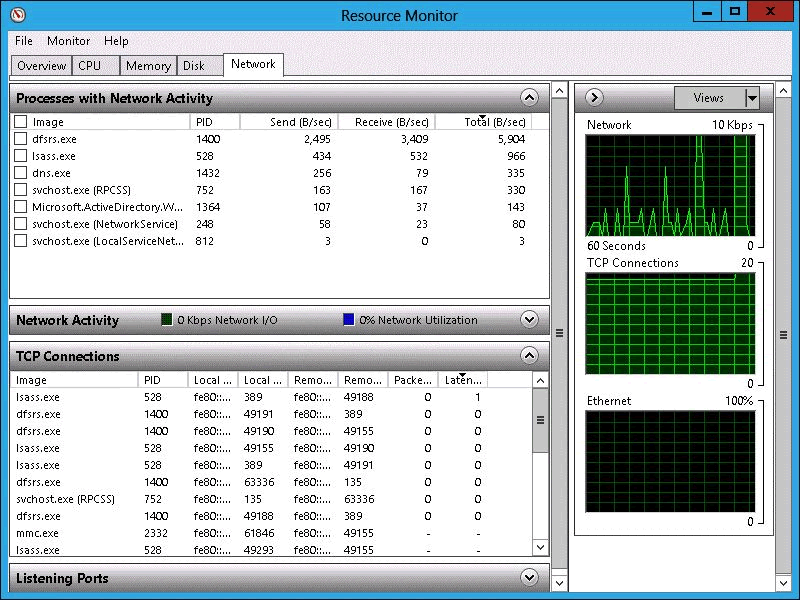 Resource Monitor
File Monitor Help
Overview CPU Memory Disk Network
Processes with Network Activity
Image PID Send (B/sec) Receive (B/sec) Total (B/sec)
dfsrs.exe 1400 2,495 3,409 5,904
lsass.exe 528 434 532 966
dns.exe 1432 256 79 335
svchost.exe (RPCSS) 752 163 167 330
Microsoft.ActiveDirectory.W... 1364 107 37 143
svchost.exe (NetworkService) 248 58 23 80
svchost.exe (LocalServiceNet... 812 3 0 3
Network Activity 0 Kbps Network I/O 0% Network Utilization
TCP Connections
Image PID Local ... Local ... Remo... Remo... Packe... Laten...
lsass.exe 528 fe80::... 389 fe80::... 49188 0 1
dfsrs.exe 1400 fe80::... 49191 fe80::... 389 0 0
dfsrs.exe 1400 fe80::... 49190 fe80::... 49155 0 0
lsass.exe 528 fe80::... 49155 fe80::... 49190 0 0
lsass.exe 528 fe80::... 389 fe80::... 49191 0 0
dfsrs.exe 1400 fe80::... 63336 fe80::... 135 0 0
svchost.exe (RPCSS) 752 fe80::... 135 fe80::... 63336 0 0
dfsrs.exe 1400 fe80::... 49188 fe80::... 389 0 0
mmc.exe 2332 fe80::... 61846 fe80::... 49155 - -
lsass.exe 528 fe80::... 49293 fe80::... 49155 - -
Listening Ports
Views
Network 10 Kbps
60 Seconds 0
TCP Connections 20
0
Ethernet 100%
0